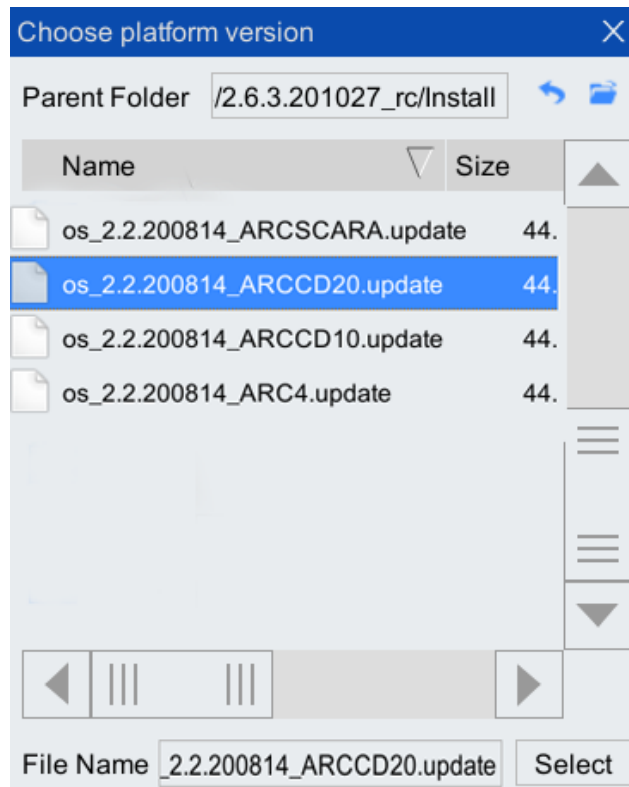 Choose platform version
Parent Folder /2.6.3.201027_rc/Install
Name Size
os_2.2.200814_ARCSCARA.update 44.
os_2.2.200814_ARCCD20.update 44.
os_2.2.200814_ARCCD10.update 44.
os_2.2.200814_ARC4.update 44.
File Name _2.2.200814_ARCCD20.update Select